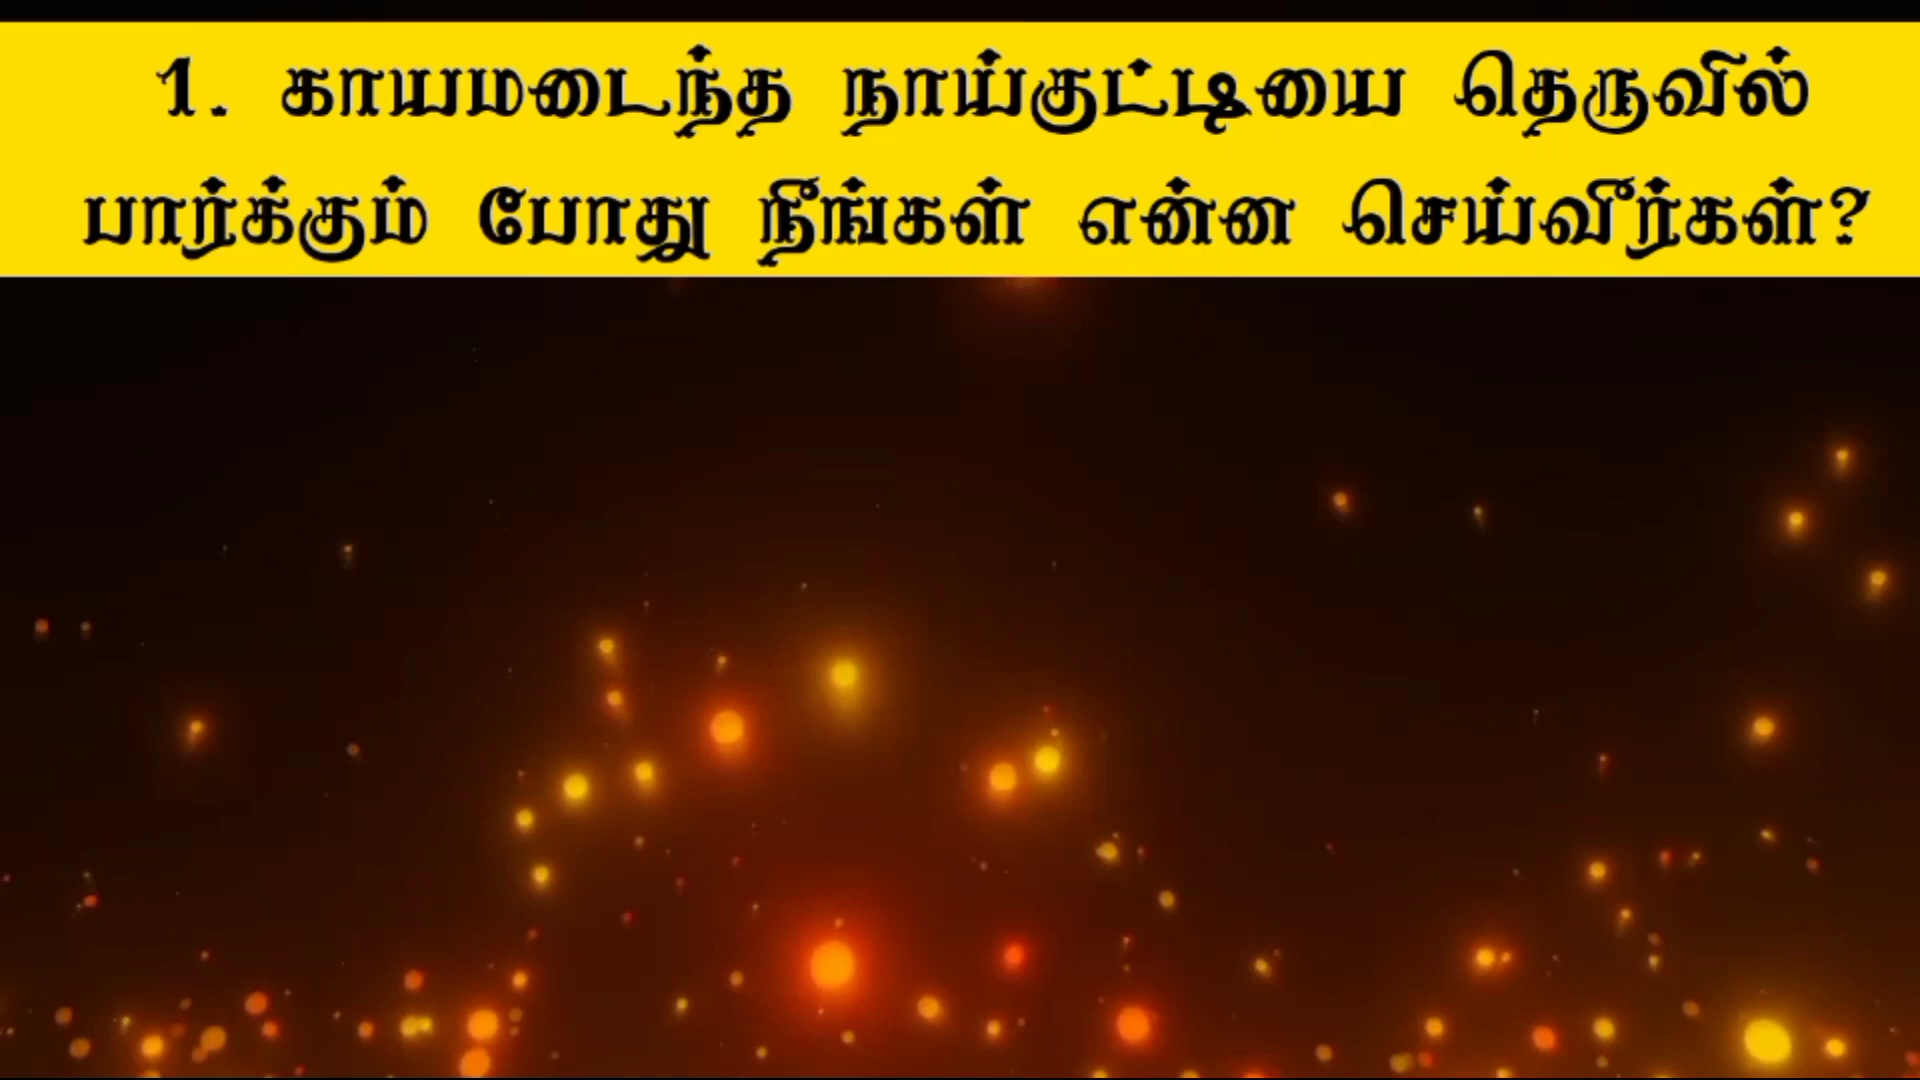 1. காயமடைந்த நாய்குட்டியை தெருவில்
பார்க்கும் போது நீங்கள் என்ன செய்வீர்கள்?